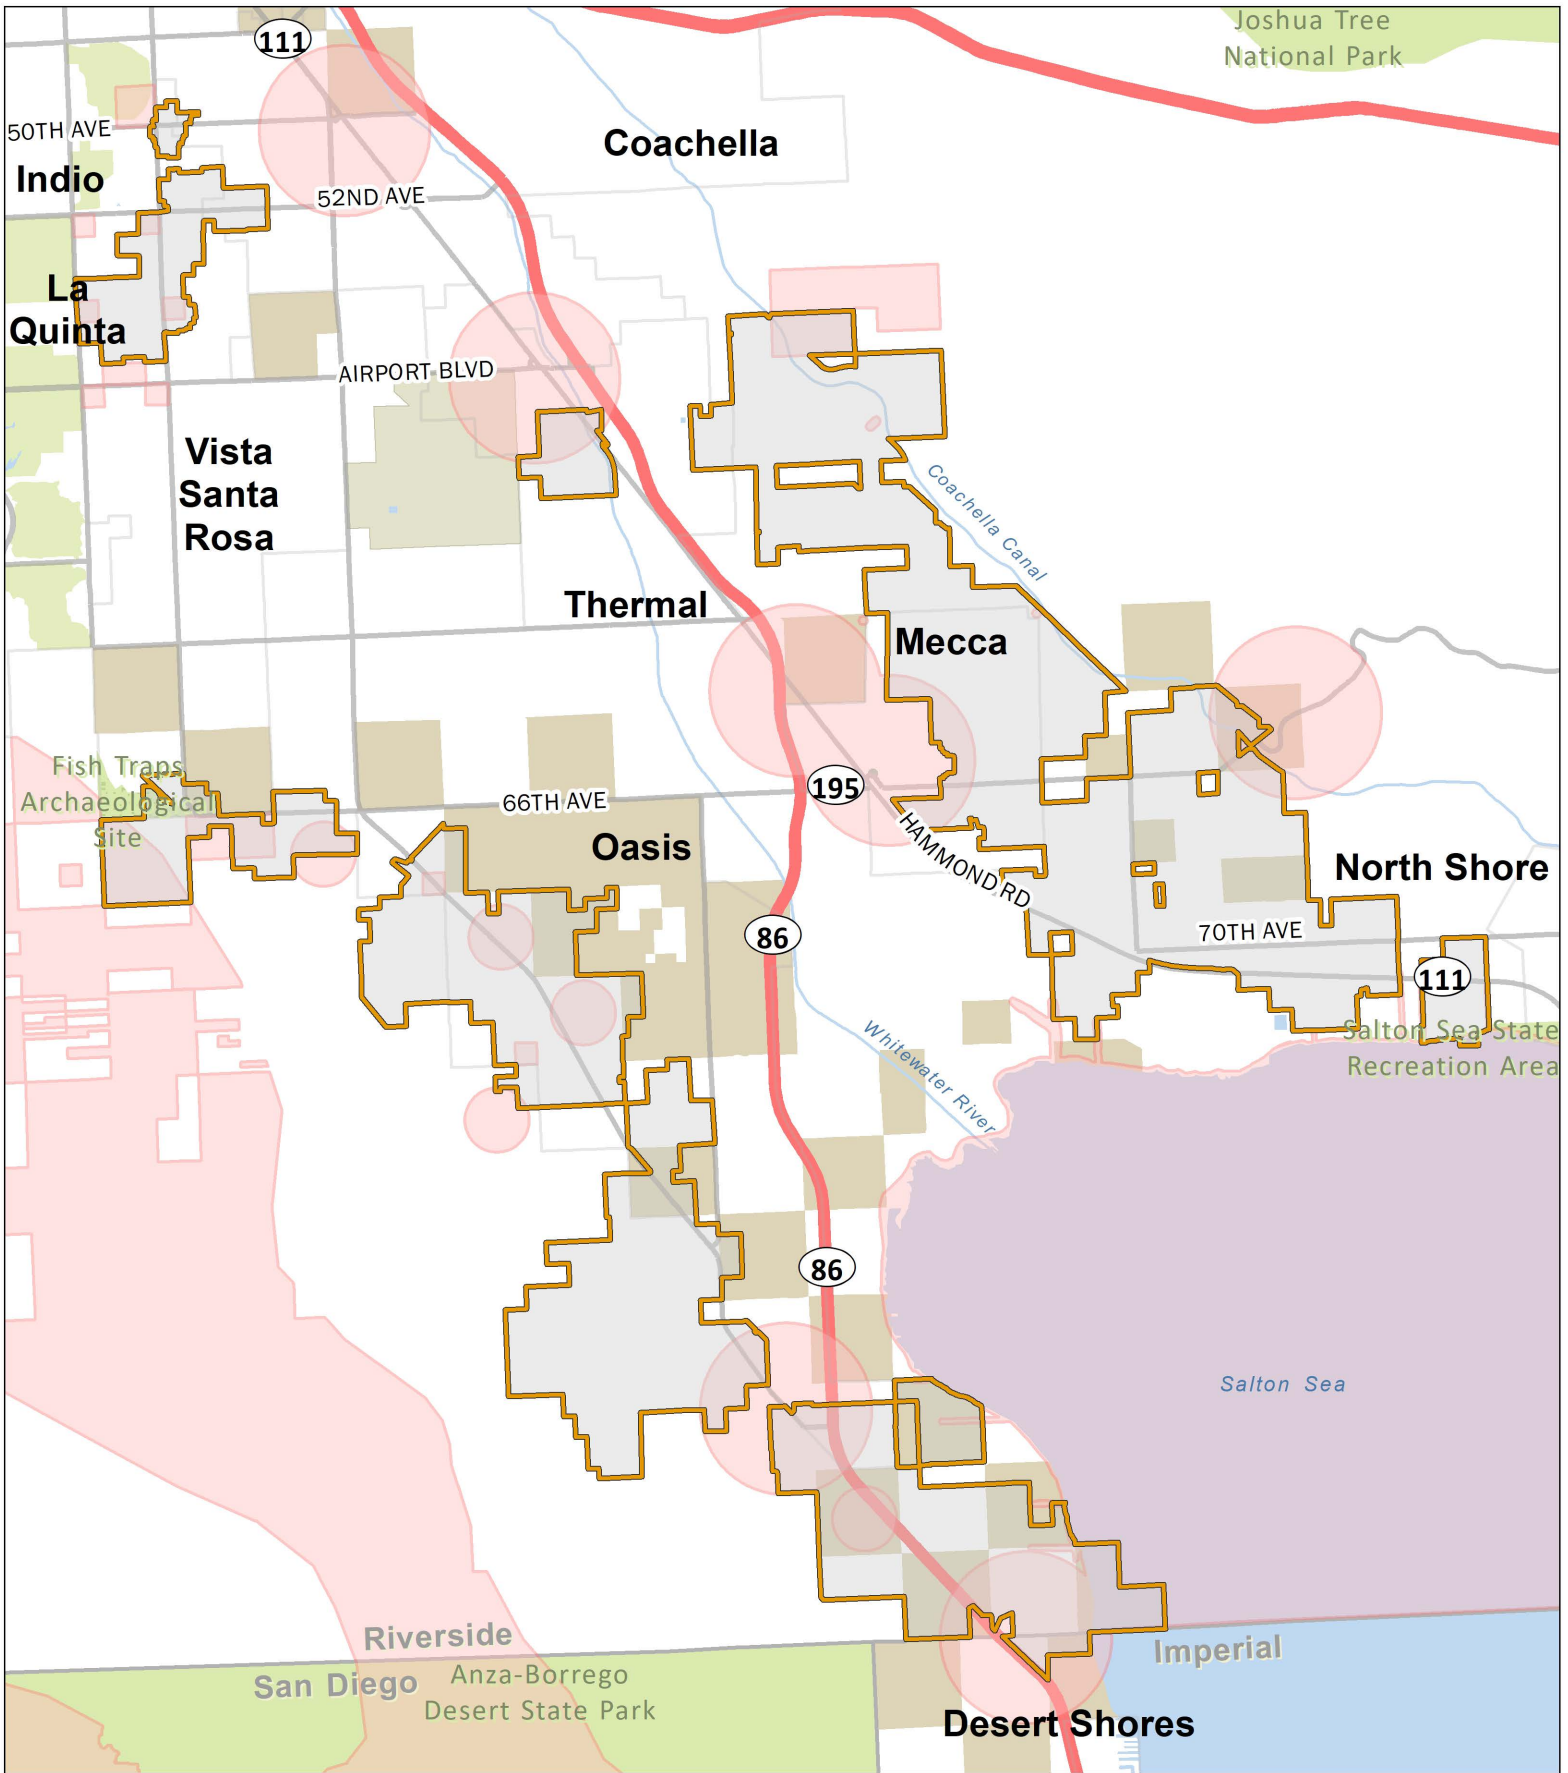 Joshua Tree
National Park
111
50TH AVE
Coachella
Indio
52ND AVE
La
Quinta
AIRPORT BLVD
Vista
Santa
Rosa
Coachella Canal
Thermal
Mecca
Fish Traps
Archaeological
Site
195
66TH AVE
Oasis
HAMMOND RD
North Shore
70TH AVE
86
111
Whitewater River
Salton Sea State
Recreation Area
86
Salton Sea
Riverside
Imperial
San Diego
Anza-Borrego
Desert State Park
Desert Shores